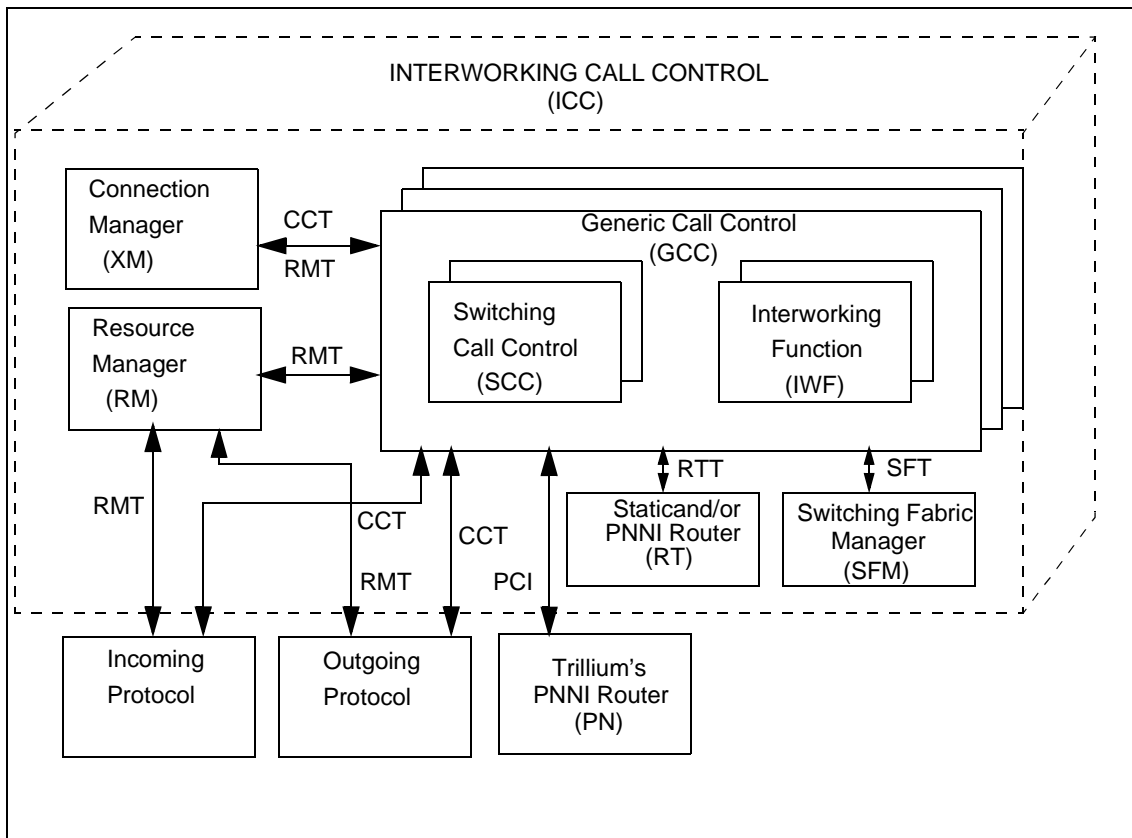 INTERWORKING CALL CONTROL
(ICC)
Connection
Manager
(XM)
CCT
RMT
Generic Call Control
(GCC)
Switching
Call Control
(SCC)
Interworking
Function
(IWF)
Resource
Manager
(RM)
RMT
RMT
CCT
RMT
CCT
PCI
RTT
SFT
Staticand/or
PNNI Router
(RT)
Switching Fabric
Manager
(SFM)
Incoming
Protocol
Outgoing
Protocol
Trillium’s
PNNI Router
(PN)